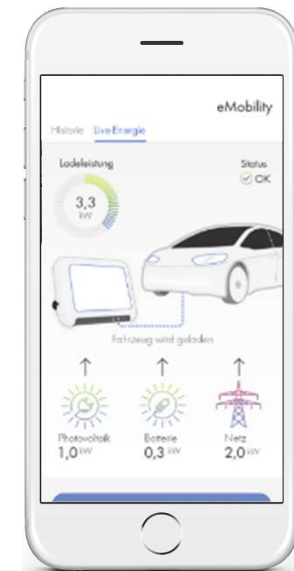 eMobility
Historie Live Energie
Ladeleistung Status
OK
3,3
kW
Fahrzeug wird geladen
Photovoltaik Batterie Netz
1,0 kW 0,3 kW 2,0 kW